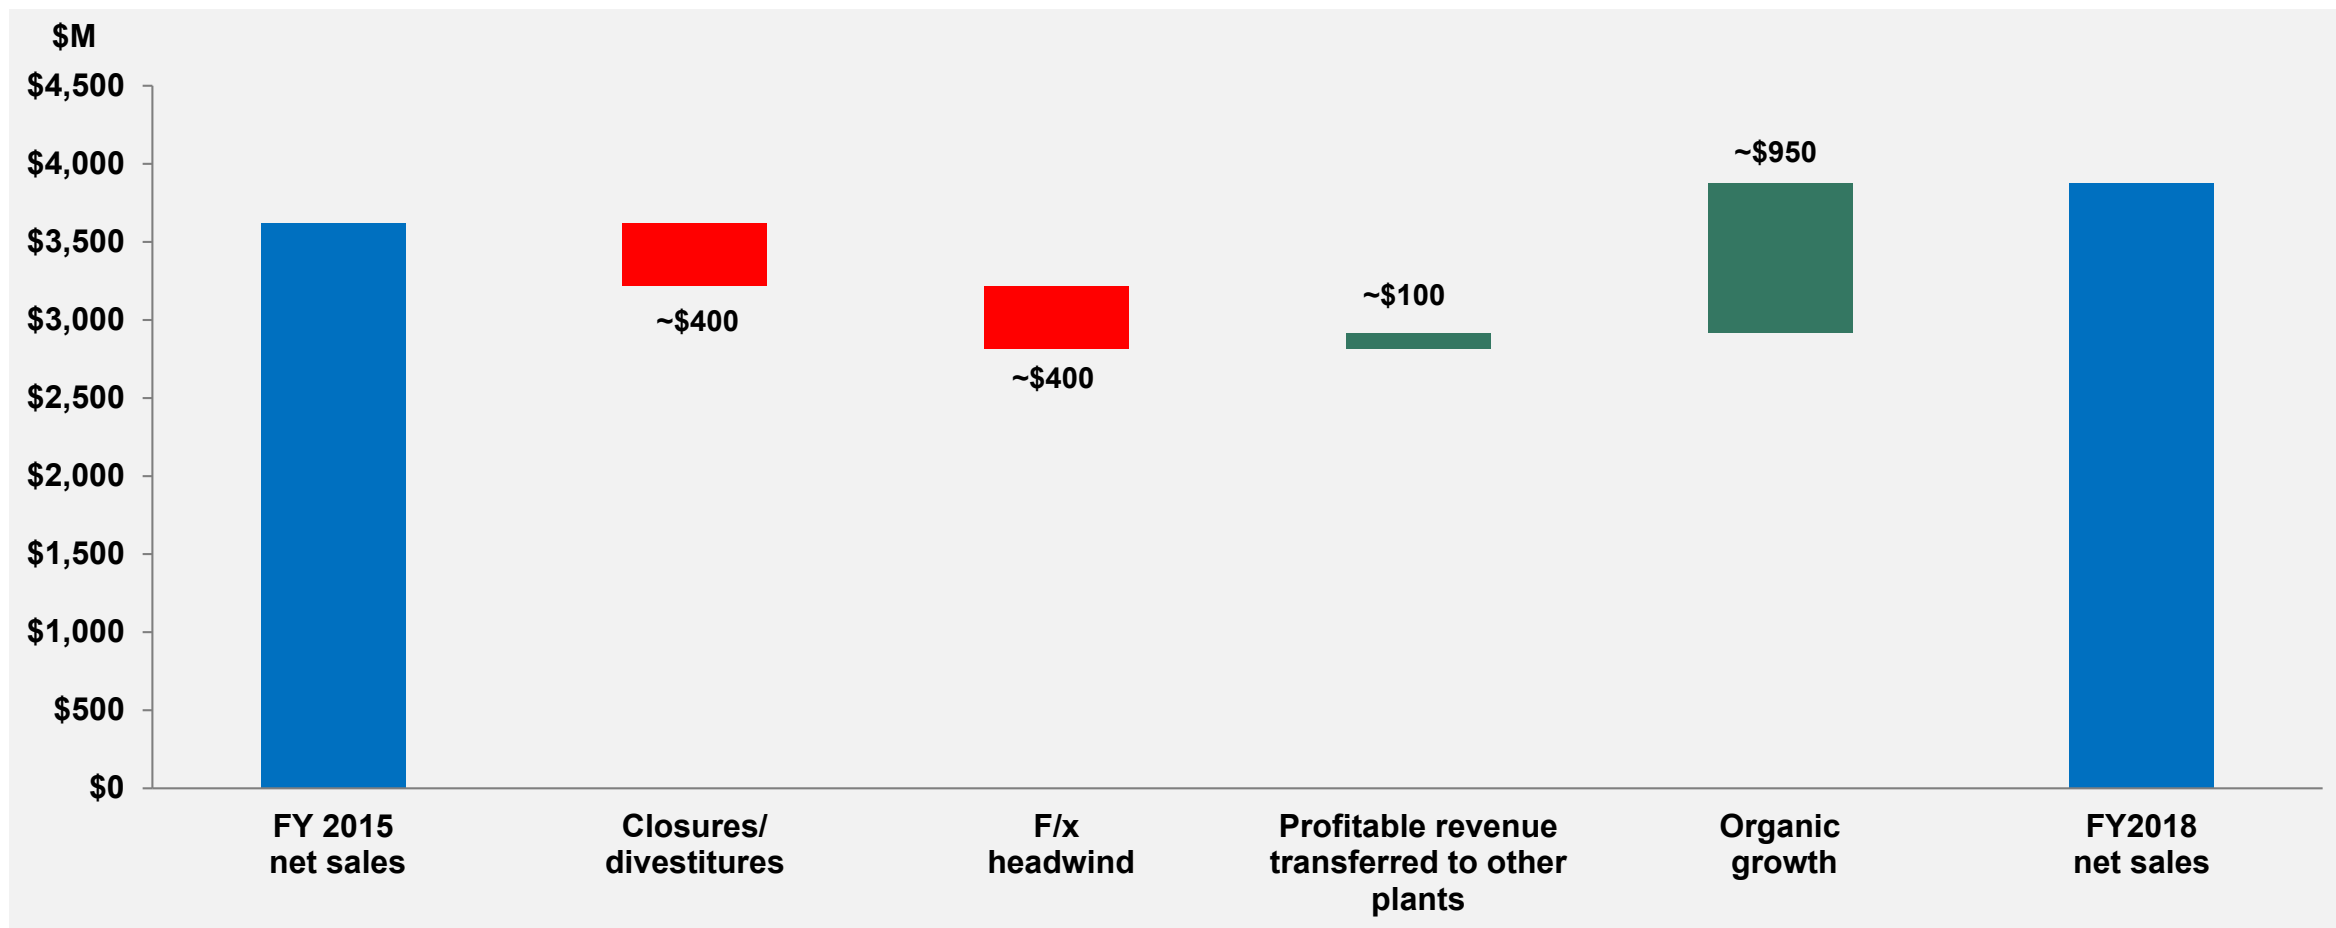 $M
$4,500
$4,000
$3,500
$3,000
$2,500
$2,000
$1,500
$1,000
$500
$0
~$400
~$400
~$100
~$950
FY 2015
net sales
Closures/
divestitures
F/x
headwind
Profitable revenue
transferred to other
plants
Organic
growth
FY2018
net sales